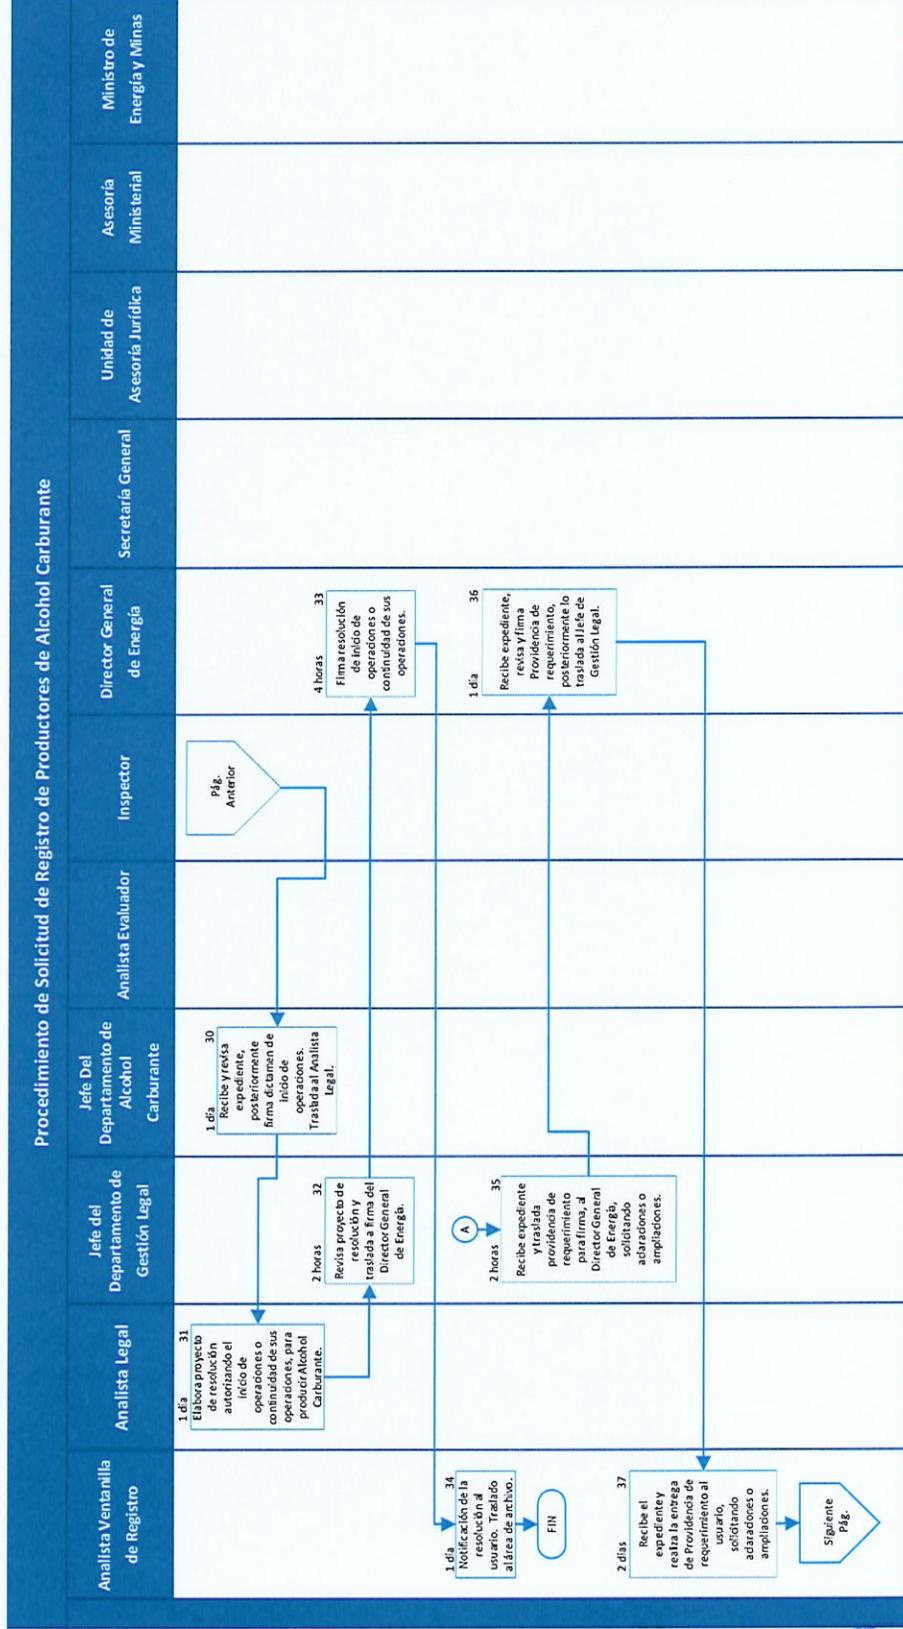 Procedimiento de Solicitud de Registro de Productores de Alcohol Carburante
Analista Ventanilla
de Registro
Analista Legal
Jefe del
Departamento de
Gestión Legal
Jefe Del
Departamento de
Alcohol
Carburante
Analista Evaluador
Inspector
Director General
de Energía
Secretaría General
Unidad de
Asesoría Jurídica
Asesoría
Ministerial
Ministro de
Energía y Minas
Pág.
Anterior
1 día
30
Recibe y revisa
expediente,
posteriormente
firma dictamen de
inicio de
operaciones.
Traslada al Analista
Legal.
1 día
31
Elabora proyecto
de resolución
autorizando el
inicio de
operaciones o
continuidad de sus
operaciones, para
producir Alcohol
Carburante.
2 horas
32
Revisa proyecto de
resolución y
traslada a firma del
Director General
de Energía.
4 horas
33
Firma resolución
de inicio de
operaciones o
continuidad de sus
operaciones.
1 día
34
Notificación de la
resolución al
usuario. Traslado
al área de archivo.
FIN
A
2 horas
35
Recibe expediente
y traslada
providencia de
requerimiento
para firma, al
Director General
de Energía,
solicitando
adaraciones o
ampliaciones.
1 día
36
Recibe expediente,
revisa y firma
Providencia de
requerimiento,
posteriormente lo
traslada al Jefe de
Gestión Legal.
2 días
37
Recibe el
expediente y
realiza la entrega
de Providencia de
requerimiento al
usuario,
solicitando
adaraciones o
ampliaciones.
Siguiente
Pág.